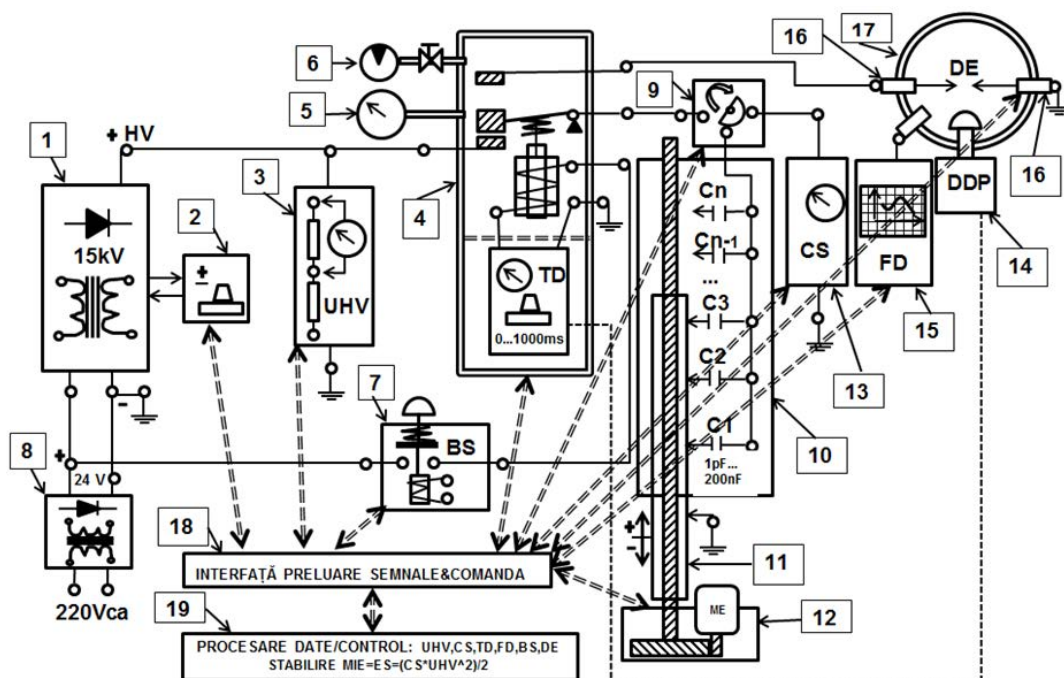 6
5
4
+ HV
1
15kV
2
+
-
3
UHV
TD
0...1000ms
7
BS
8
+
-
24 V
220Vca
9
Cn
Cn-1
...
C3
C2
C1
1pF...
200nF
10
+
-
11
ME
12
16
17
DE
16
DDP
14
CS
13
FD
15
18
INTERFAȚĂ PRELUARE SEMNALE&COMANDA
19
PROCESARE DATE/CONTROL: UHV,CS,TD,FD,BS,DE
STABILIRE MIE=ES=(CS*UHV^2)/2